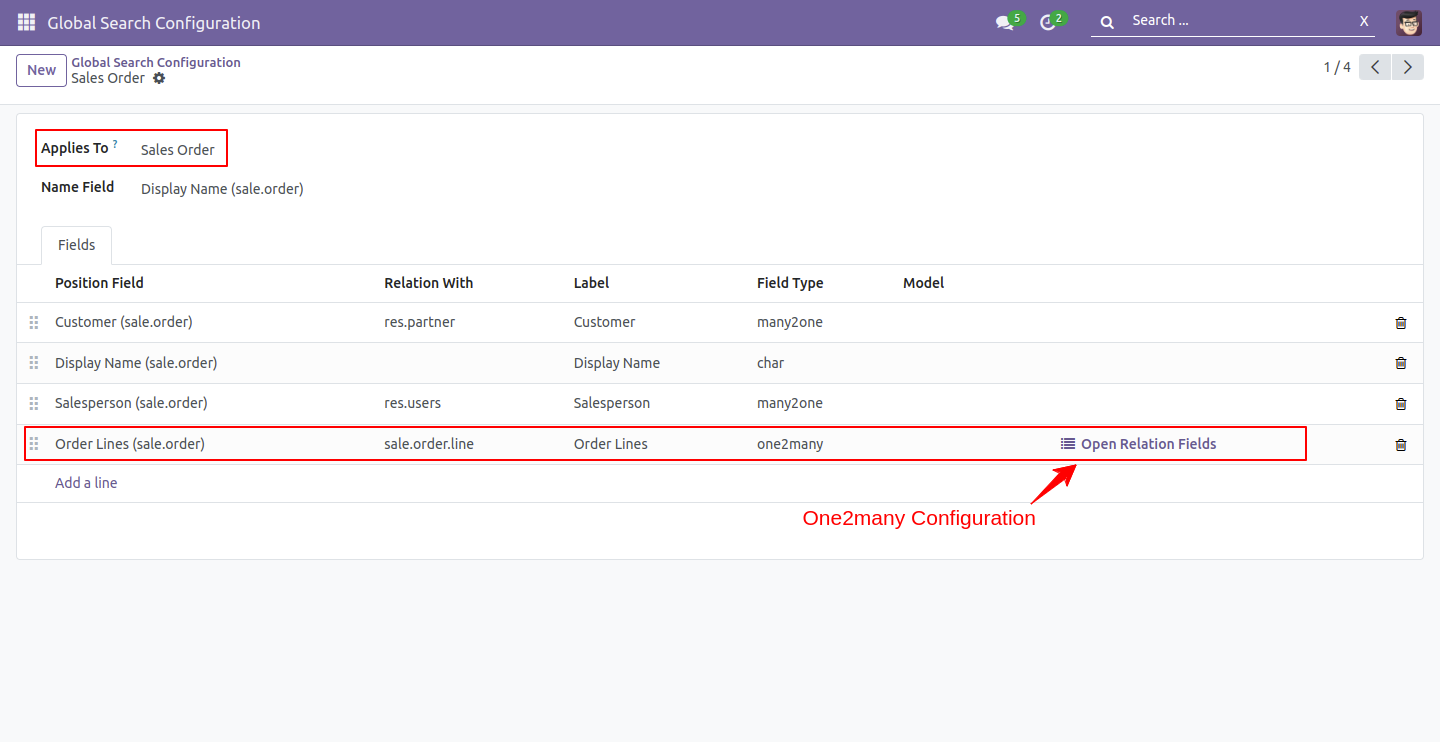 Global Search Configuration 5 2 Search ... X
New Global Search Configuration
Sales Order 1 / 4
Applies To ? Sales Order
Name Field Display Name (sale.order)
Fields
Position Field Relation With Label Field Type Model
Customer (sale.order) res.partner Customer many2one
Display Name (sale.order) Display Name char
Salesperson (sale.order) res.users Salesperson many2one
Order Lines (sale.order) sale.order.line Order Lines one2many Open Relation Fields
Add a line
One2many Configuration